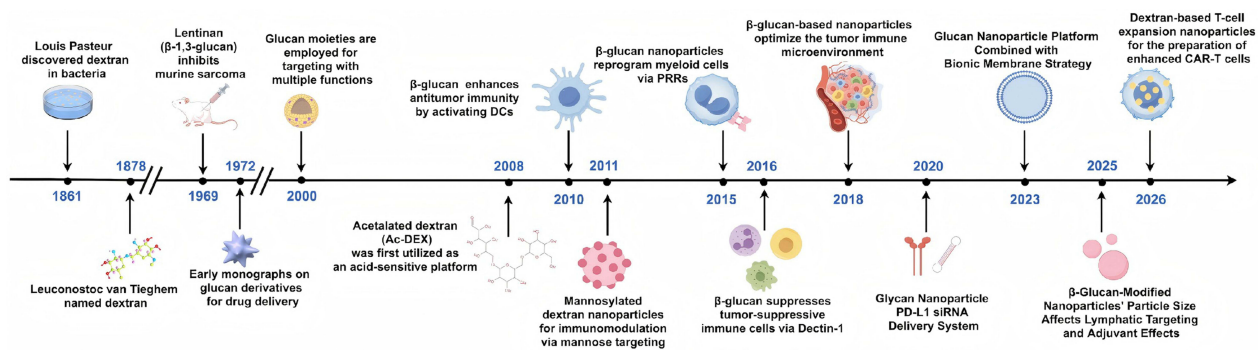 Louis Pasteur
discovered dextran
in bacteria
1861
1878
Leuconostoc van Tieghem
named dextran
Lentinan
(β-1,3-glucan)
inhibits
murine sarcoma
1969
1972
Early monographs on
glucan derivatives
for drug delivery
Glucan moieties are
employed for
targeting with
multiple functions
2000
2008
Acetalated dextran
(Ac-DEX)
was first utilized as
an acid-sensitive platform
β-glucan enhances
antitumor immunity
by activating DCs
2010
2011
Mannosylated
dextran nanoparticles
for immunomodulation
via mannose targeting
β-glucan nanoparticles
reprogram myeloid cells
via PRRs
2015
2016
β-glucan suppresses
tumor-suppressive
immune cells via Dectin-1
β-glucan-based nanoparticles
optimize the tumor immune
microenvironment
2018
2020
Glycan Nanoparticle
PD-L1 siRNA
Delivery System
Glucan Nanoparticle Platform
Combined with
Bionic Membrane Strategy
2023
2025
β-Glucan-Modified
Nanoparticles' Particle Size
Affects Lymphatic Targeting
and Adjuvant Effects
Dextran-based T-cell
expansion nanoparticles
for the preparation of
enhanced CAR-T cells
2026